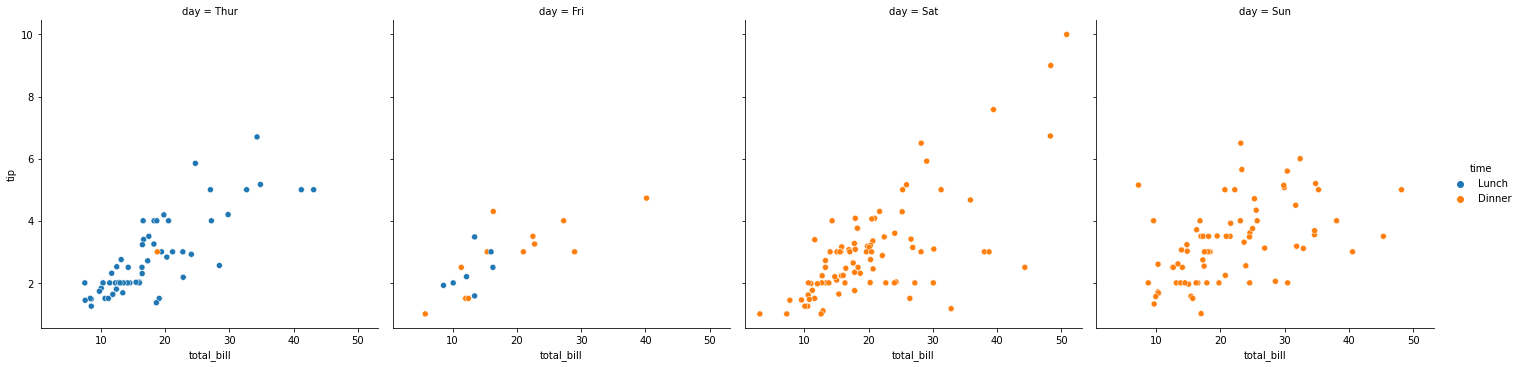 day = Thur
day = Fri
day = Sat
day = Sun
10
8
6
4
2
tip
10 20 30 40 50
10 20 30 40 50
10 20 30 40 50
10 20 30 40 50
total_bill
total_bill
total_bill
total_bill
time
Lunch
Dinner